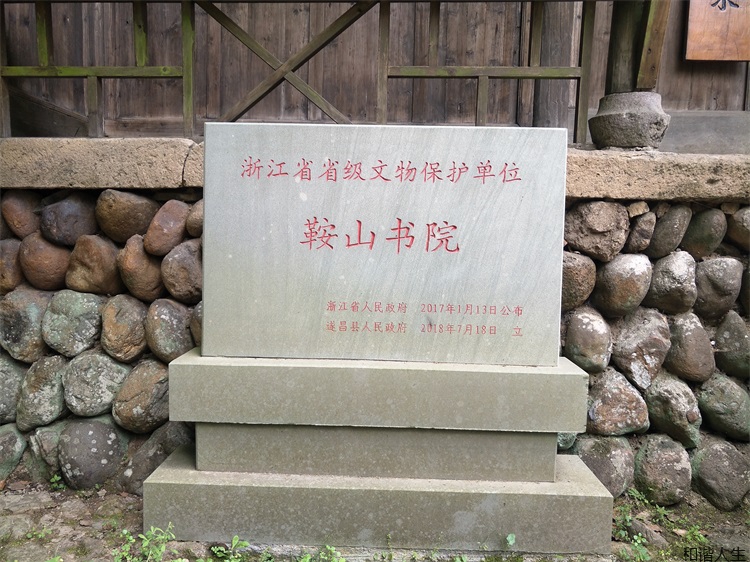 浙江省省级文物保护单位
鞍山书院
浙江省人民政府 2017年1月13日公布
遂昌县人民政府 2018年7月18日 立
和谐人生